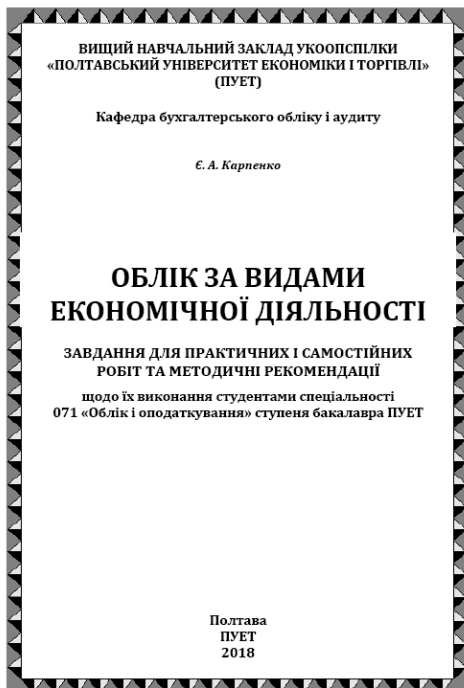 ВИЩИЙ НАВЧАЛЬНИЙ ЗАКЛАД УКООПСПІЛКИ
«ПОЛТАВСЬКИЙ УНІВЕРСИТЕТ ЕКОНОМІКИ І ТОРГІВЛІ»
(ПУЕТ)
Кафедра бухгалтерського обліку і аудиту
Є. А. Карпенко
ОБЛІК ЗА ВИДАМИ
ЕКОНОМІЧНОЇ ДІЯЛЬНОСТІ
ЗАВДАННЯ ДЛЯ ПРАКТИЧНИХ І САМОСТІЙНИХ
РОБІТ ТА МЕТОДИЧНІ РЕКОМЕНДАЦІЇ
щодо їх виконання студентами спеціальності
071 «Облік і оподаткування» ступеня бакалавра ПУЕТ
Полтава
ПУЕТ
2018